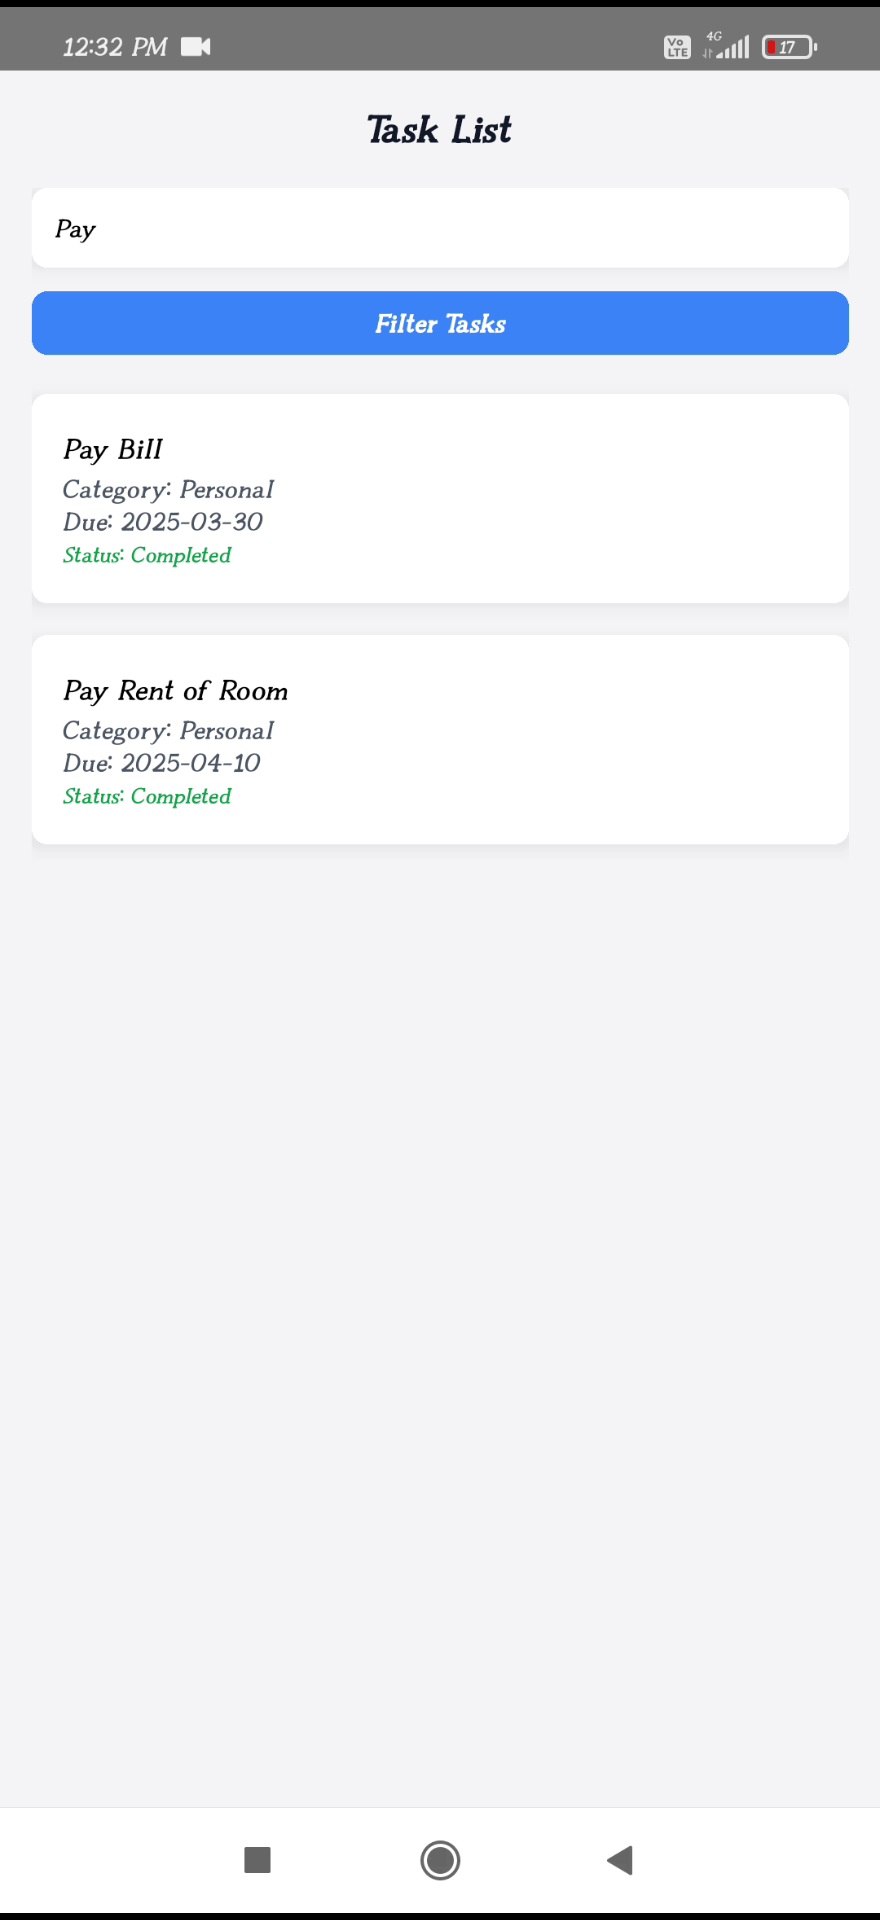 12:32 PM
Vo LTE
4G
17
Task List
Pay
Filter Tasks
Pay Bill
Category: Personal
Due: 2025-03-30
Status: Completed
Pay Rent of Room
Category: Personal
Due: 2025-04-10
Status: Completed